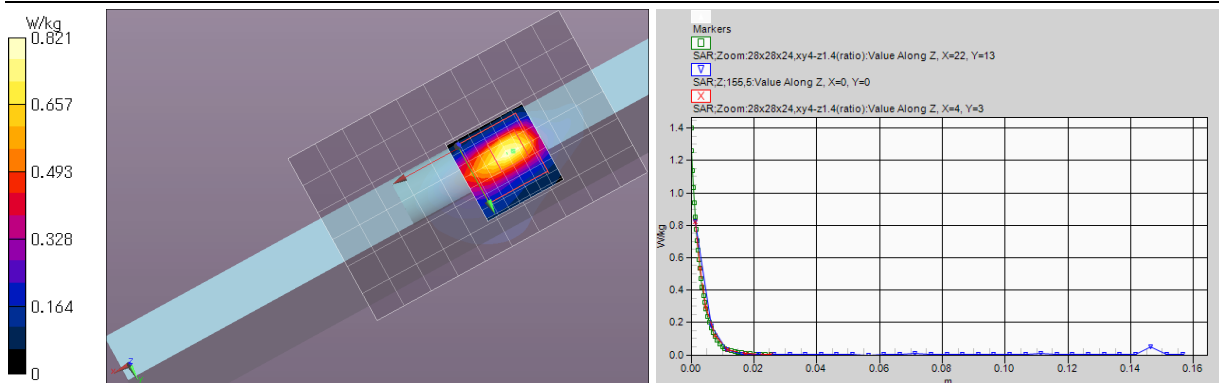 W/kg
0.821
0.657
0.493
0.328
0.164
0
Markers
SAR;Zoom:28x28x24,xy4-z1.4(ratio):Value Along Z, X=22, Y=13
SAR;Z;155,5:Value Along Z, X=0, Y=0
SAR;Zoom:28x28x24,xy4-z1.4(ratio):Value Along Z, X=4, Y=3
W/kg
1.4
1.2
1.0
0.8
0.6
0.4
0.2
0.0
0.00 0.02 0.04 0.06 0.08 0.10 0.12 0.14 0.16
m